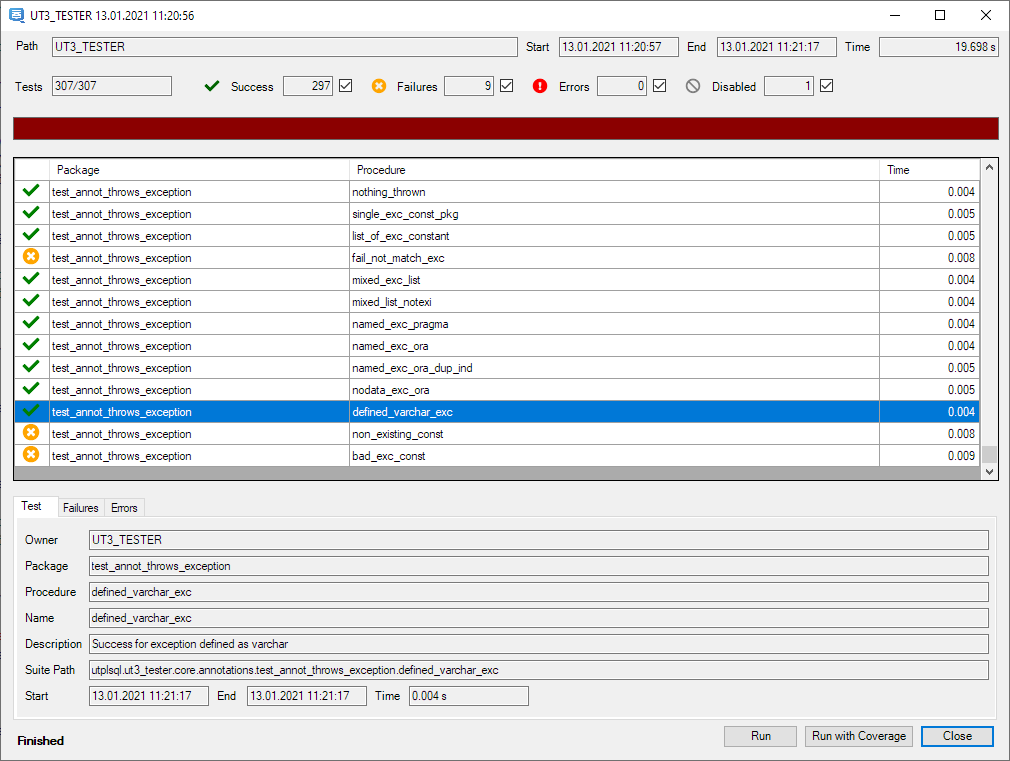 UT3_TESTER 13.01.2021 11:20:56
Path UT3_TESTER Start 13.01.2021 11:20:57 End 13.01.2021 11:21:17 Time 19.698 s
Tests 307/307 Success 297 Failures 9 Errors 0 Disabled 1
Package Procedure Time
test_annot_throws_exception nothing_thrown 0.004
test_annot_throws_exception single_exc_const_pkg 0.005
test_annot_throws_exception list_of_exc_constant 0.005
test_annot_throws_exception fail_not_match_exc 0.008
test_annot_throws_exception mixed_exc_list 0.004
test_annot_throws_exception mixed_list_notexi 0.004
test_annot_throws_exception named_exc_pragma 0.004
test_annot_throws_exception named_exc_ora 0.004
test_annot_throws_exception named_exc_ora_dup_ind 0.005
test_annot_throws_exception nodata_exc_ora 0.005
test_annot_throws_exception defined_varchar_exc 0.004
test_annot_throws_exception non_existing_const 0.008
test_annot_throws_exception bad_exc_const 0.009
Test Failures Errors
Owner UT3_TESTER
Package test_annot_throws_exception
Procedure defined_varchar_exc
Name defined_varchar_exc
Description Success for exception defined as varchar
Suite Path utplsql.ut3_tester.core.annotations.test_annot_throws_exception.defined_varchar_exc
Start 13.01.2021 11:21:17 End 13.01.2021 11:21:17 Time 0.004 s
Finished Run Run with Coverage Close